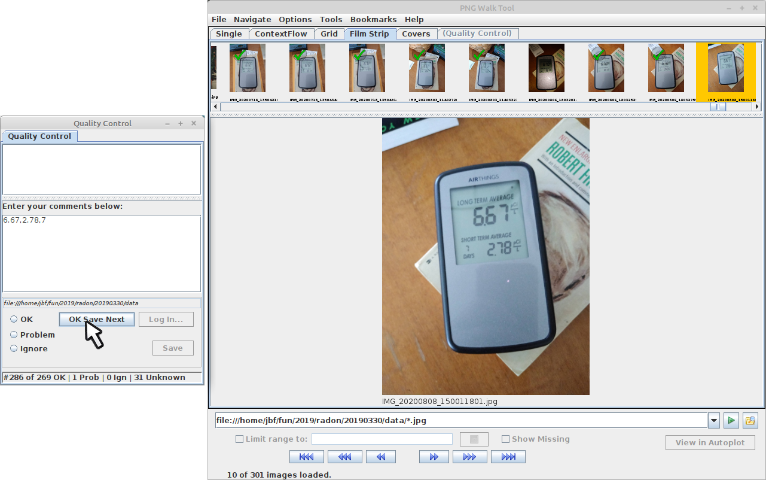 PNG Walk Tool
File Navigate Options Tools Bookmarks Help
Single ContextFlow Grid Film Strip Covers (Quality Control)
Quality Control
Quality Control
Enter your comments below:
6.67,2.78,7
file:///home/jbf/fun/2019/radon/20190330/data
OK
OK Save Next
Log In...
Problem
Ignore
Save
#286 of 269 OK | 1 Prob | 0 Ign | 31 Unknown
NEW ENLARG
ROBERT
AIRTHINGS
LONG TERM AVERAGE
6.67
SHORT TERM AVERAGE
7
DAYS
2.78
IMG_20200808_150011801.jpg
file:///home/jbf/fun/2019/radon/20190330/data/*.jpg
Limit range to:
Show Missing
View in Autoplot
10 of 301 images loaded.